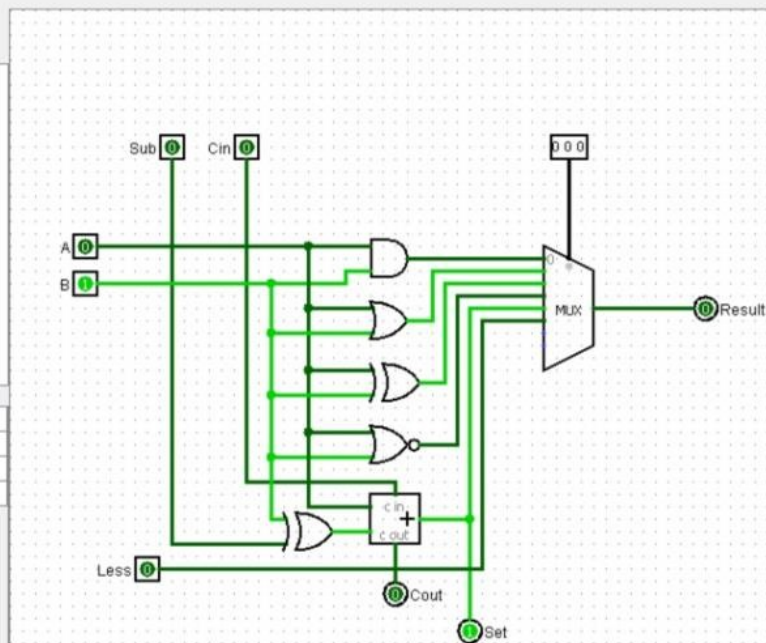 Sub 0 Cin 0 0 0 0
A 0
B 1
0
MUX
0 Result
c in
+
c out
Less 0
0 Cout
1 Set